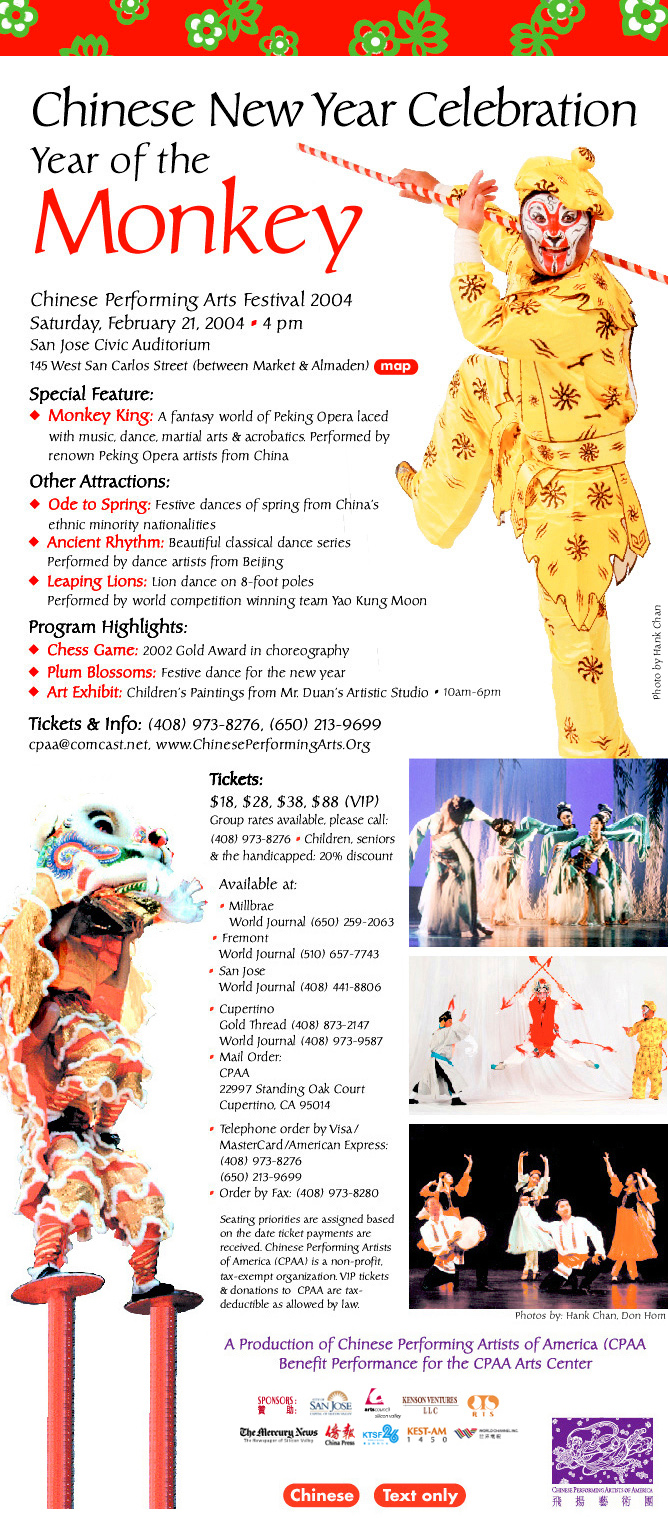 Chinese New Year Celebration
Year of the
Monkey
Chinese Performing Arts Festival 2004
Saturday, February 21, 2004 • 4 pm
San Jose Civic Auditorium
145 West San Carlos Street (between Market & Almaden) map
Special Feature:
◆ Monkey King: A fantasy world of Peking Opera laced
with music, dance, martial arts & acrobatics. Performed by
renown Peking Opera artists from China
Other Attractions:
◆ Ode to Spring: Festive dances of spring from China's
ethnic minority nationalities
◆ Ancient Rhythm: Beautiful classical dance series
Performed by dance artists from Beijing
◆ Leaping Lions: Lion dance on 8-foot poles
Performed by world competition winning team Yao Kung Moon
Program Highlights:
◆ Chess Game: 2002 Gold Award in choreography
◆ Plum Blossoms: Festive dance for the new year
◆ Art Exhibit: Children's Paintings from Mr. Duan's Artistic Studio • 10am-6pm
Photo by Hank Chan
Tickets & Info: (408) 973-8276, (650) 213-9699
cpaa@comcast.net, www.ChinesePerformingArts.Org
Tickets:
$18, $28, $38, $88 (VIP)
Group rates available, please call:
(408) 973-8276 • Children, seniors
& the handicapped: 20% discount
Available at:
• Millbrae
World Journal (650) 259-2063
• Fremont
World Journal (510) 657-7743
• San Jose
World Journal (408) 441-8806
• Cupertino
Gold Thread (408) 873-2147
World Journal (408) 973-9587
• Mail Order:
CPAA
22997 Standing Oak Court
Cupertino, CA 95014
• Telephone order by Visa/
MasterCard/American Express:
(408) 973-8276
(650) 213-9699
• Order by Fax: (408) 973-8280
Seating priorities are assigned based
on the date ticket payments are
received. Chinese Performing Artists
of America (CPAA) is a non-profit,
tax-exempt organization. VIP tickets
& donations to CPAA are tax-
deductible as allowed by law.
Photos by: Hank Chan, Don Hom
A Production of Chinese Performing Artists of America (CPAA
Benefit Performance for the CPAA Arts Center
SPONSORS:
贊 助:
SAN JOSE
artscouncil
silicon valley
KENSON VENTURES
LLC
RIS
The Mercury News
The Newspaper of Silicon Valley
僑報
China Press
KTSF 26
KEST-AM
1450
WORLD CHANNEL INC
CHINESE PERFORMING ARTISTS OF AMERICA
飛揚藝術團
Chinese
Text only